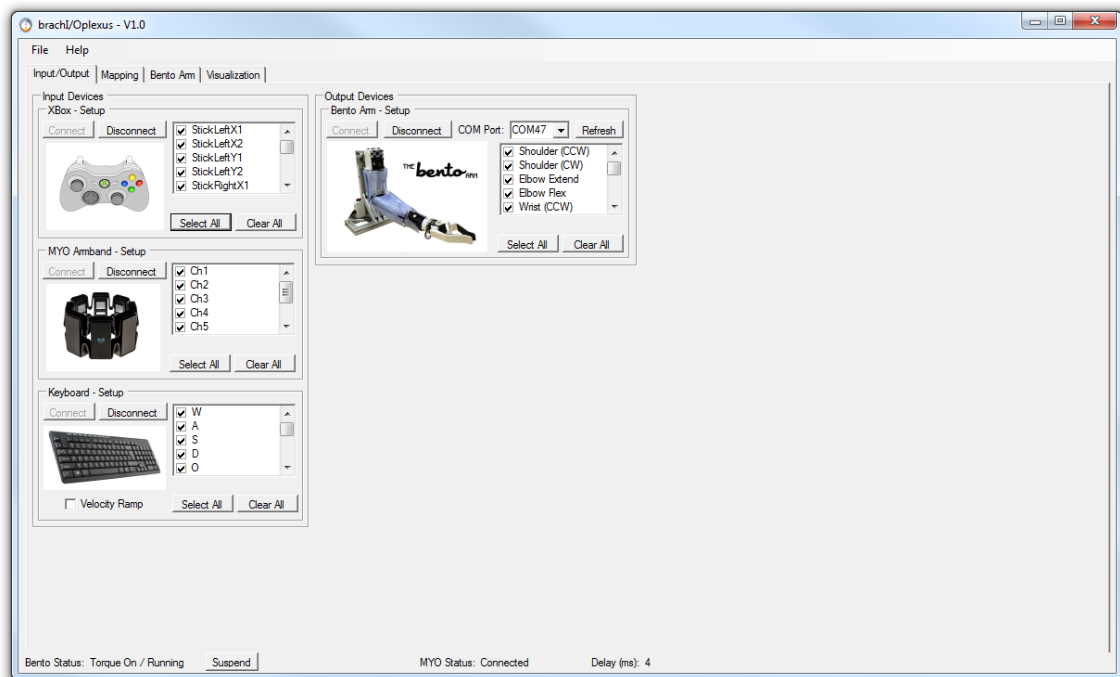 brachI/Oplexus - V1.0
File Help
Input/Output Mapping Bento Arm Visualization
Input Devices
XBox - Setup
Connect Disconnect
StickLeftX1
StickLeftX2
StickLeftY1
StickLeftY2
StickRightX1
Select All Clear All
MYO Armband - Setup
Connect Disconnect
Ch1
Ch2
Ch3
Ch4
Ch5
Select All Clear All
Keyboard - Setup
Connect Disconnect
W
A
S
D
O
Velocity Ramp Select All Clear All
Output Devices
Bento Arm - Setup
Connect Disconnect COM Port: COM47 Refresh
THE bento ARM
Shoulder (CCW)
Shoulder (CW)
Elbow Extend
Elbow Flex
Wrist (CCW)
Select All Clear All
Bento Status: Torque On / Running Suspend MYO Status: Connected Delay (ms): 4